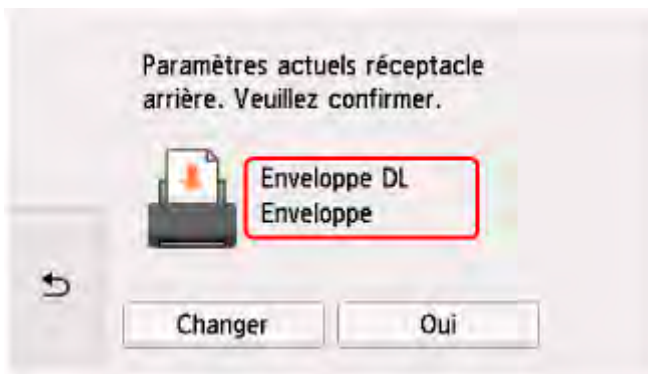 Paramètres actuels réceptacle
arrière. Veuillez confirmer.
Enveloppe DL
Enveloppe
Changer
Oui